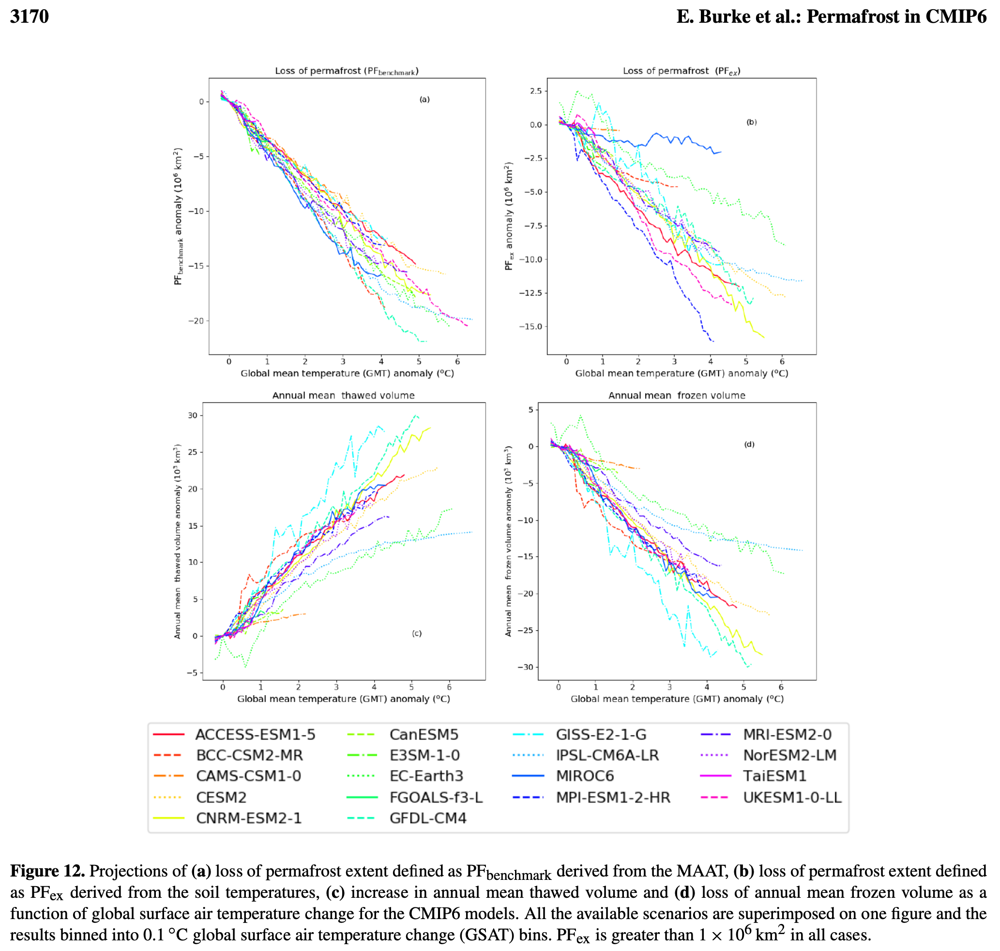 3170
E. Burke et al.: Permafrost in CMIP6
Loss of permafrost (PFbenchmark)
(a)
PFbenchmark anomaly (10⁶ km²)
0
−5
−10
−15
−20
0 1 2 3 4 5 6
Global mean temperature (GMT) anomaly (°C)
Loss of permafrost (PFex)
(b)
PFex anomaly (10⁶ km²)
2.5
0.0
−2.5
−5.0
−7.5
−10.0
−12.5
−15.0
0 1 2 3 4 5 6
Global mean temperature (GMT) anomaly (°C)
Annual mean thawed volume
(c)
Annual mean thawed volume anomaly (10³ km³)
30
25
20
15
10
5
0
−5
0 1 2 3 4 5 6
Global mean temperature (GMT) anomaly (°C)
Annual mean frozen volume
(d)
Annual mean frozen volume anomaly (10³ km³)
5
0
−5
−10
−15
−20
−25
−30
0 1 2 3 4 5 6
Global mean temperature (GMT) anomaly (°C)
ACCESS-ESM1-5
BCC-CSM2-MR
CAMS-CSM1-0
CESM2
CNRM-ESM2-1
CanESM5
E3SM-1-0
EC-Earth3
FGOALS-f3-L
GFDL-CM4
GISS-E2-1-G
IPSL-CM6A-LR
MIROC6
MPI-ESM1-2-HR
MRI-ESM2-0
NorESM2-LM
TaiESM1
UKESM1-0-LL
Figure 12. Projections of (a) loss of permafrost extent defined as PFbenchmark derived from the MAAT, (b) loss of permafrost extent defined
as PFex derived from the soil temperatures, (c) increase in annual mean thawed volume and (d) loss of annual mean frozen volume as a
function of global surface air temperature change for the CMIP6 models. All the available scenarios are superimposed on one figure and the
results binned into 0.1 °C global surface air temperature change (GSAT) bins. PFex is greater than 1 × 10⁶ km² in all cases.